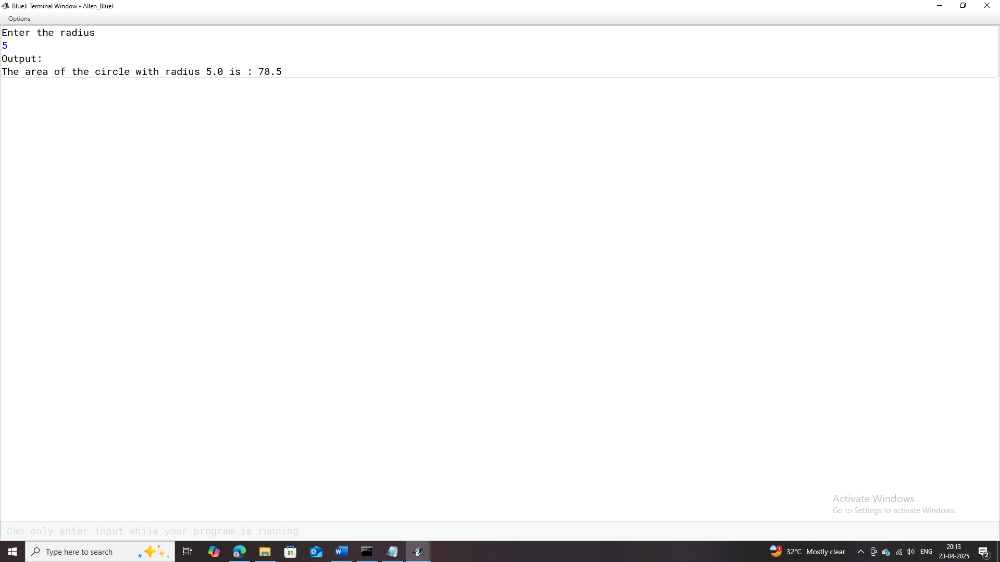 BlueJ: Terminal Window - Allen_BlueJ
Options
Enter the radius
5
Output:
The area of the circle with radius 5.0 is : 78.5
Activate Windows
Go to Settings to activate Windows.
Can only enter input while your program is running
Type here to search
1
32°C Mostly clear
ENG
20:13
23-04-2025
2